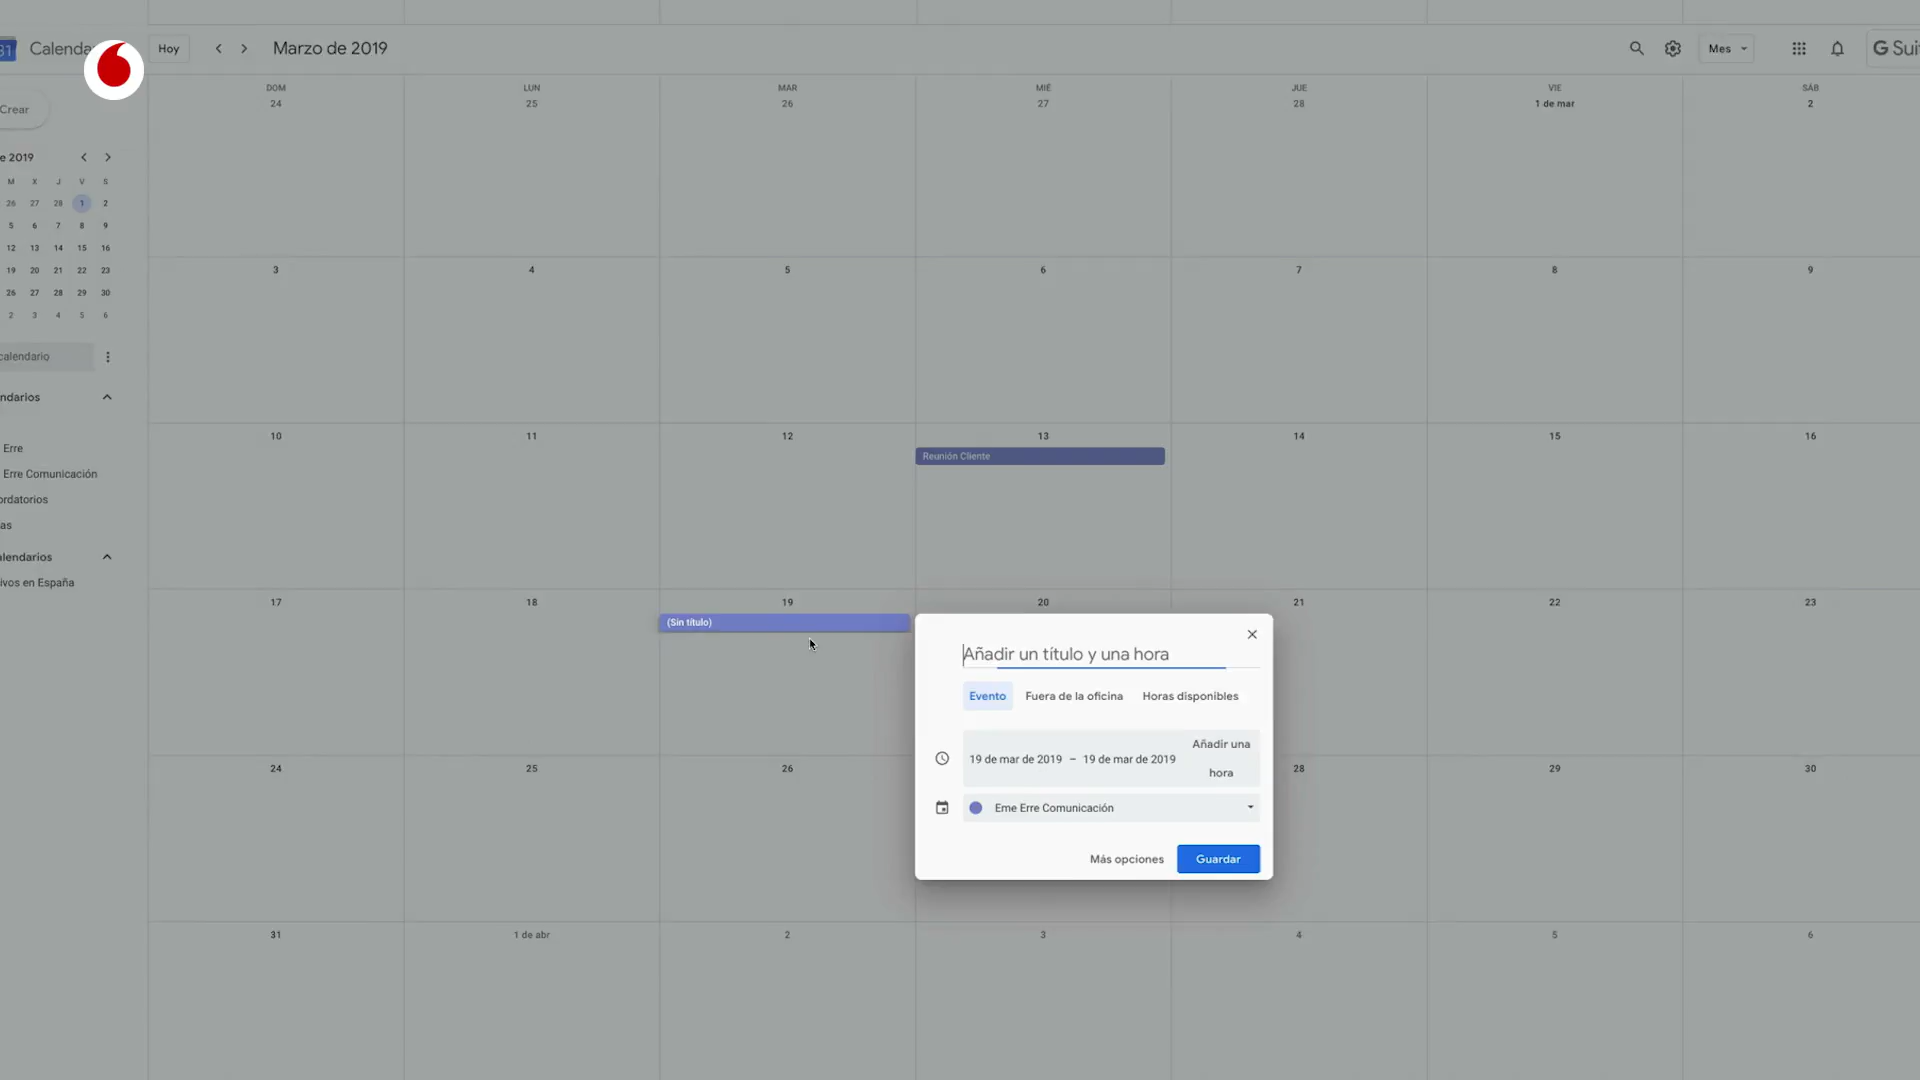 31 Calenda
Hoy
Marzo de 2019
Mes
G Sui
Crear
e 2019
M X J V S
26 27 28 1 2
5 6 7 8 9
12 13 14 15 16
19 20 21 22 23
26 27 28 29 30
2 3 4 5 6
calendario
ndarios
Erre
Erre Comunicación
ordatorios
as
alendarios
ivos en España
DOM LUN MAR MIÉ JUE VIE SÁB
24 25 26 27 28 1 de mar 2
3 4 5 6 7 8 9
10 11 12 13 14 15 16
Reunión Cliente
17 18 19 20 21 22 23
(Sin título)
Añadir un título y una hora
Evento Fuera de la oficina Horas disponibles
19 de mar de 2019 – 19 de mar de 2019
Añadir una
hora
Eme Erre Comunicación
Más opciones Guardar
24 25 26 28 29 30
31 1 de abr 2 3 4 5 6